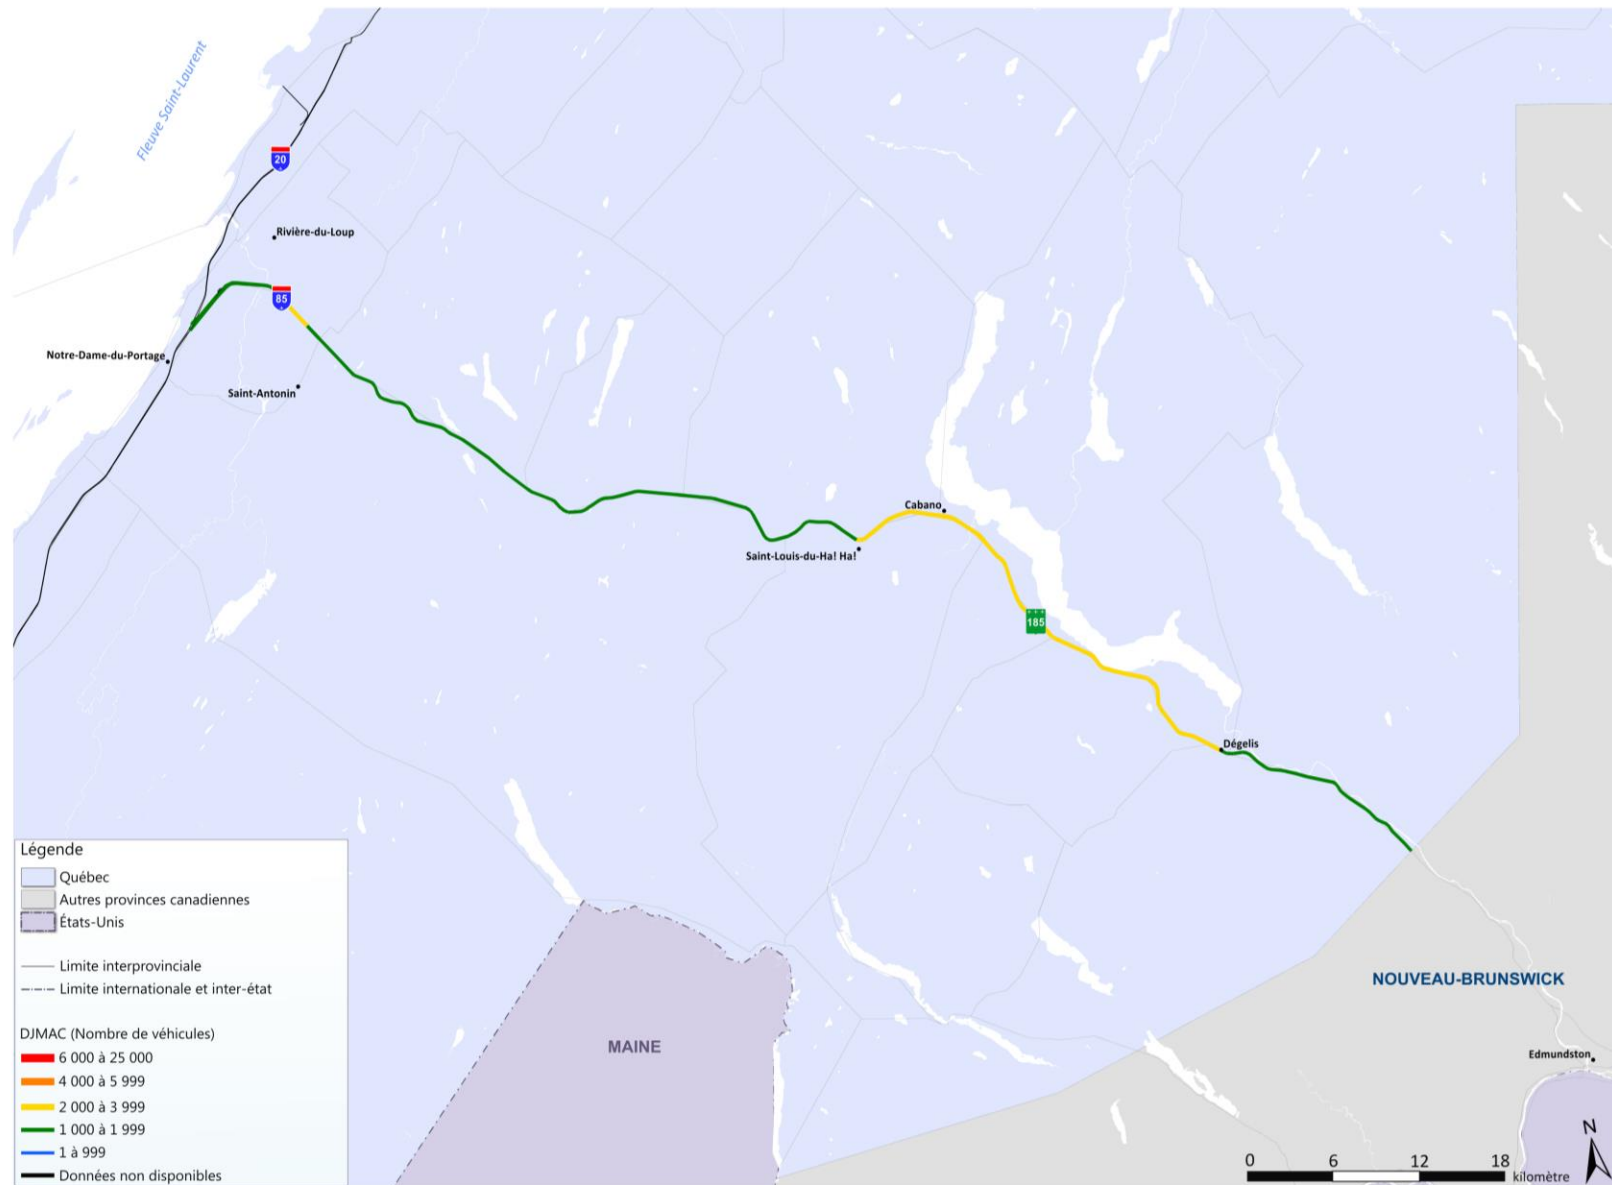 Fleuve Saint-Laurent
20
Rivière-du-Loup
85
Notre-Dame-du-Portage
Saint-Antonin
Cabano
Saint-Louis-du-Ha! Ha!
185
Dégelis
Légende
Québec
Autres provinces canadiennes
États-Unis
Limite interprovinciale
Limite internationale et inter-état
DJMAC (Nombre de véhicules)
6 000 à 25 000
4 000 à 5 999
2 000 à 3 999
1 000 à 1 999
1 à 999
Données non disponibles
MAINE
NOUVEAU-BRUNSWICK
Edmundston
N
0 6 12 18
kilomètre